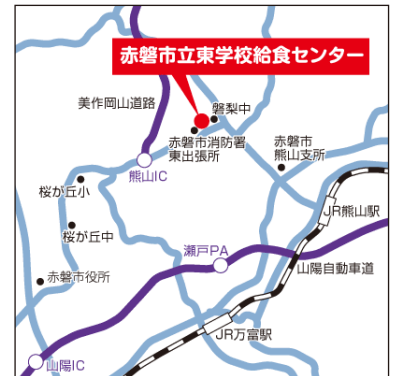 赤磐市立東学校給食センター
美作岡山道路
磐梨中
赤磐市消防署
東出張所
赤磐市
熊山支所
熊山IC
桜が丘小
JR熊山駅
桜が丘中
瀬戸PA
山陽自動車道
赤磐市役所
JR万富駅
山陽IC